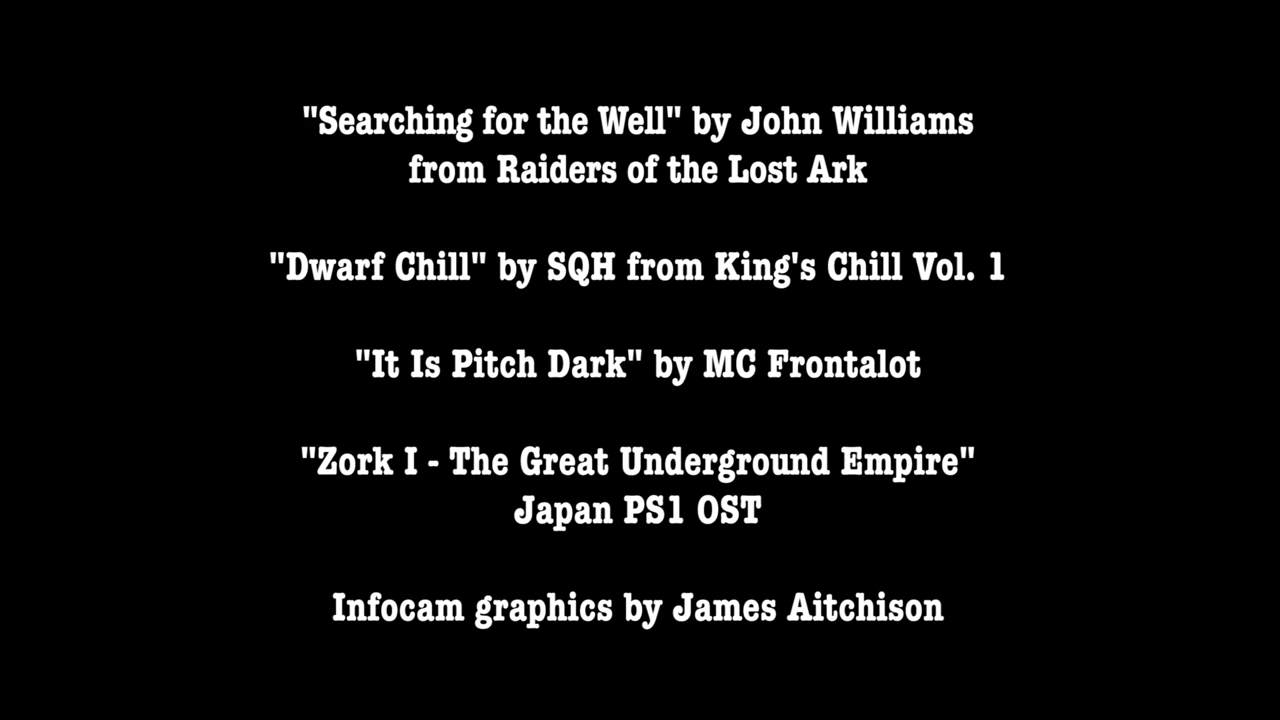 "Searching for the Well" by John Williams
from Raiders of the Lost Ark
"Dwarf Chill" by SQH from King's Chill Vol. 1
"It Is Pitch Dark" by MC Frontalot
"Zork I - The Great Underground Empire"
Japan PS1 OST
Infocam graphics by James Aitchison